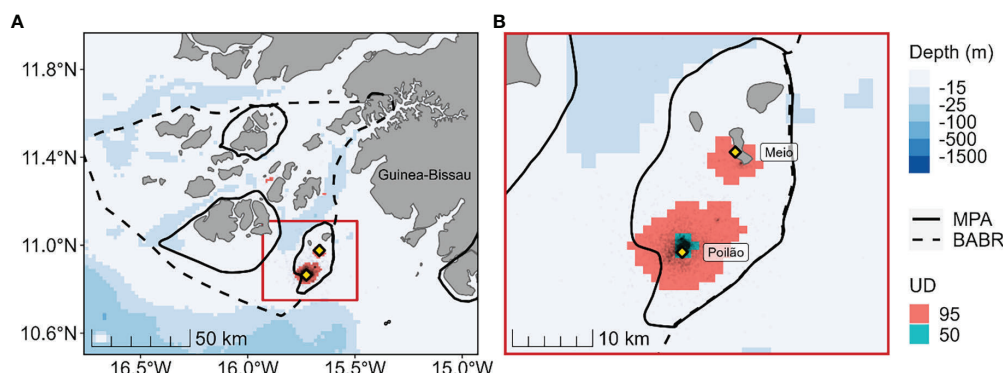 A
11.8°N
11.4°N
11.0°N
10.6°N
Guinea-Bissau
50 km
16.5°W
16.0°W
15.5°W
15.0°W
B
Meio
Poilão
10 km
Depth (m)
-15
-25
-100
-500
-1500
MPA
BABR
UD
95
50